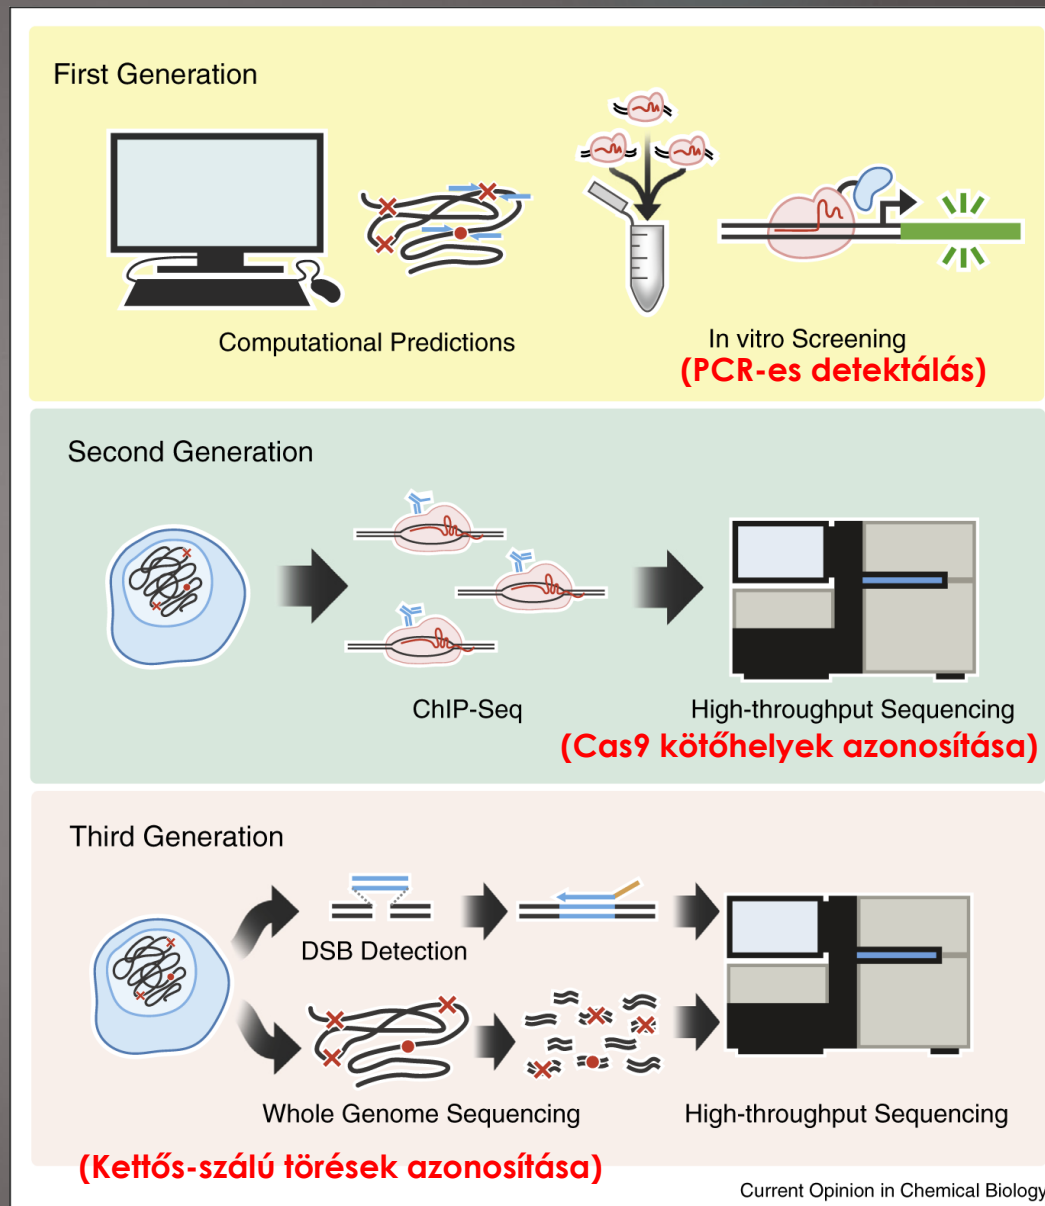 First Generation
Computational Predictions
In vitro Screening
(PCR-es detektálás)
Second Generation
ChIP-Seq
High-throughput Sequencing
(Cas9 kötőhelyek azonosítása)
Third Generation
DSB Detection
Whole Genome Sequencing
High-throughput Sequencing
(Kettős-szálú törések azonosítása)
Current Opinion in Chemical Biology